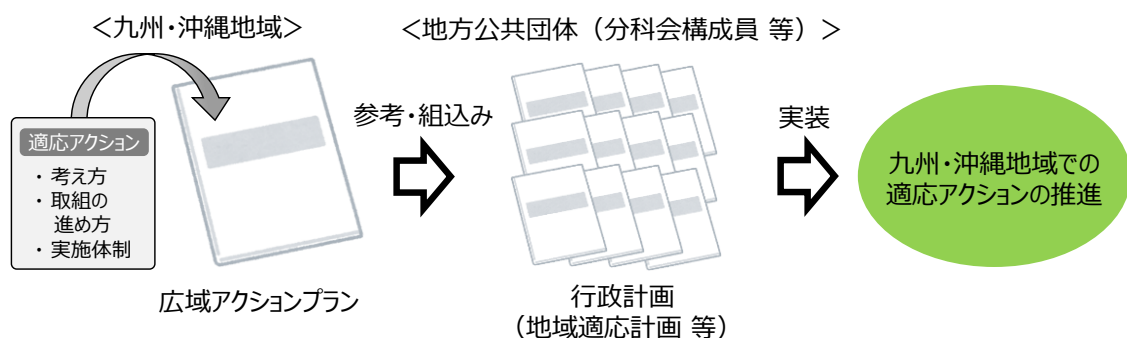 ＜九州・沖縄地域＞
＜地方公共団体（分科会構成員 等）＞
適応アクション
・考え方
・取組の
進め方
・実施体制
参考・組込み
実装
九州・沖縄地域での
適応アクションの推進
広域アクションプラン
行政計画
（地域適応計画 等）